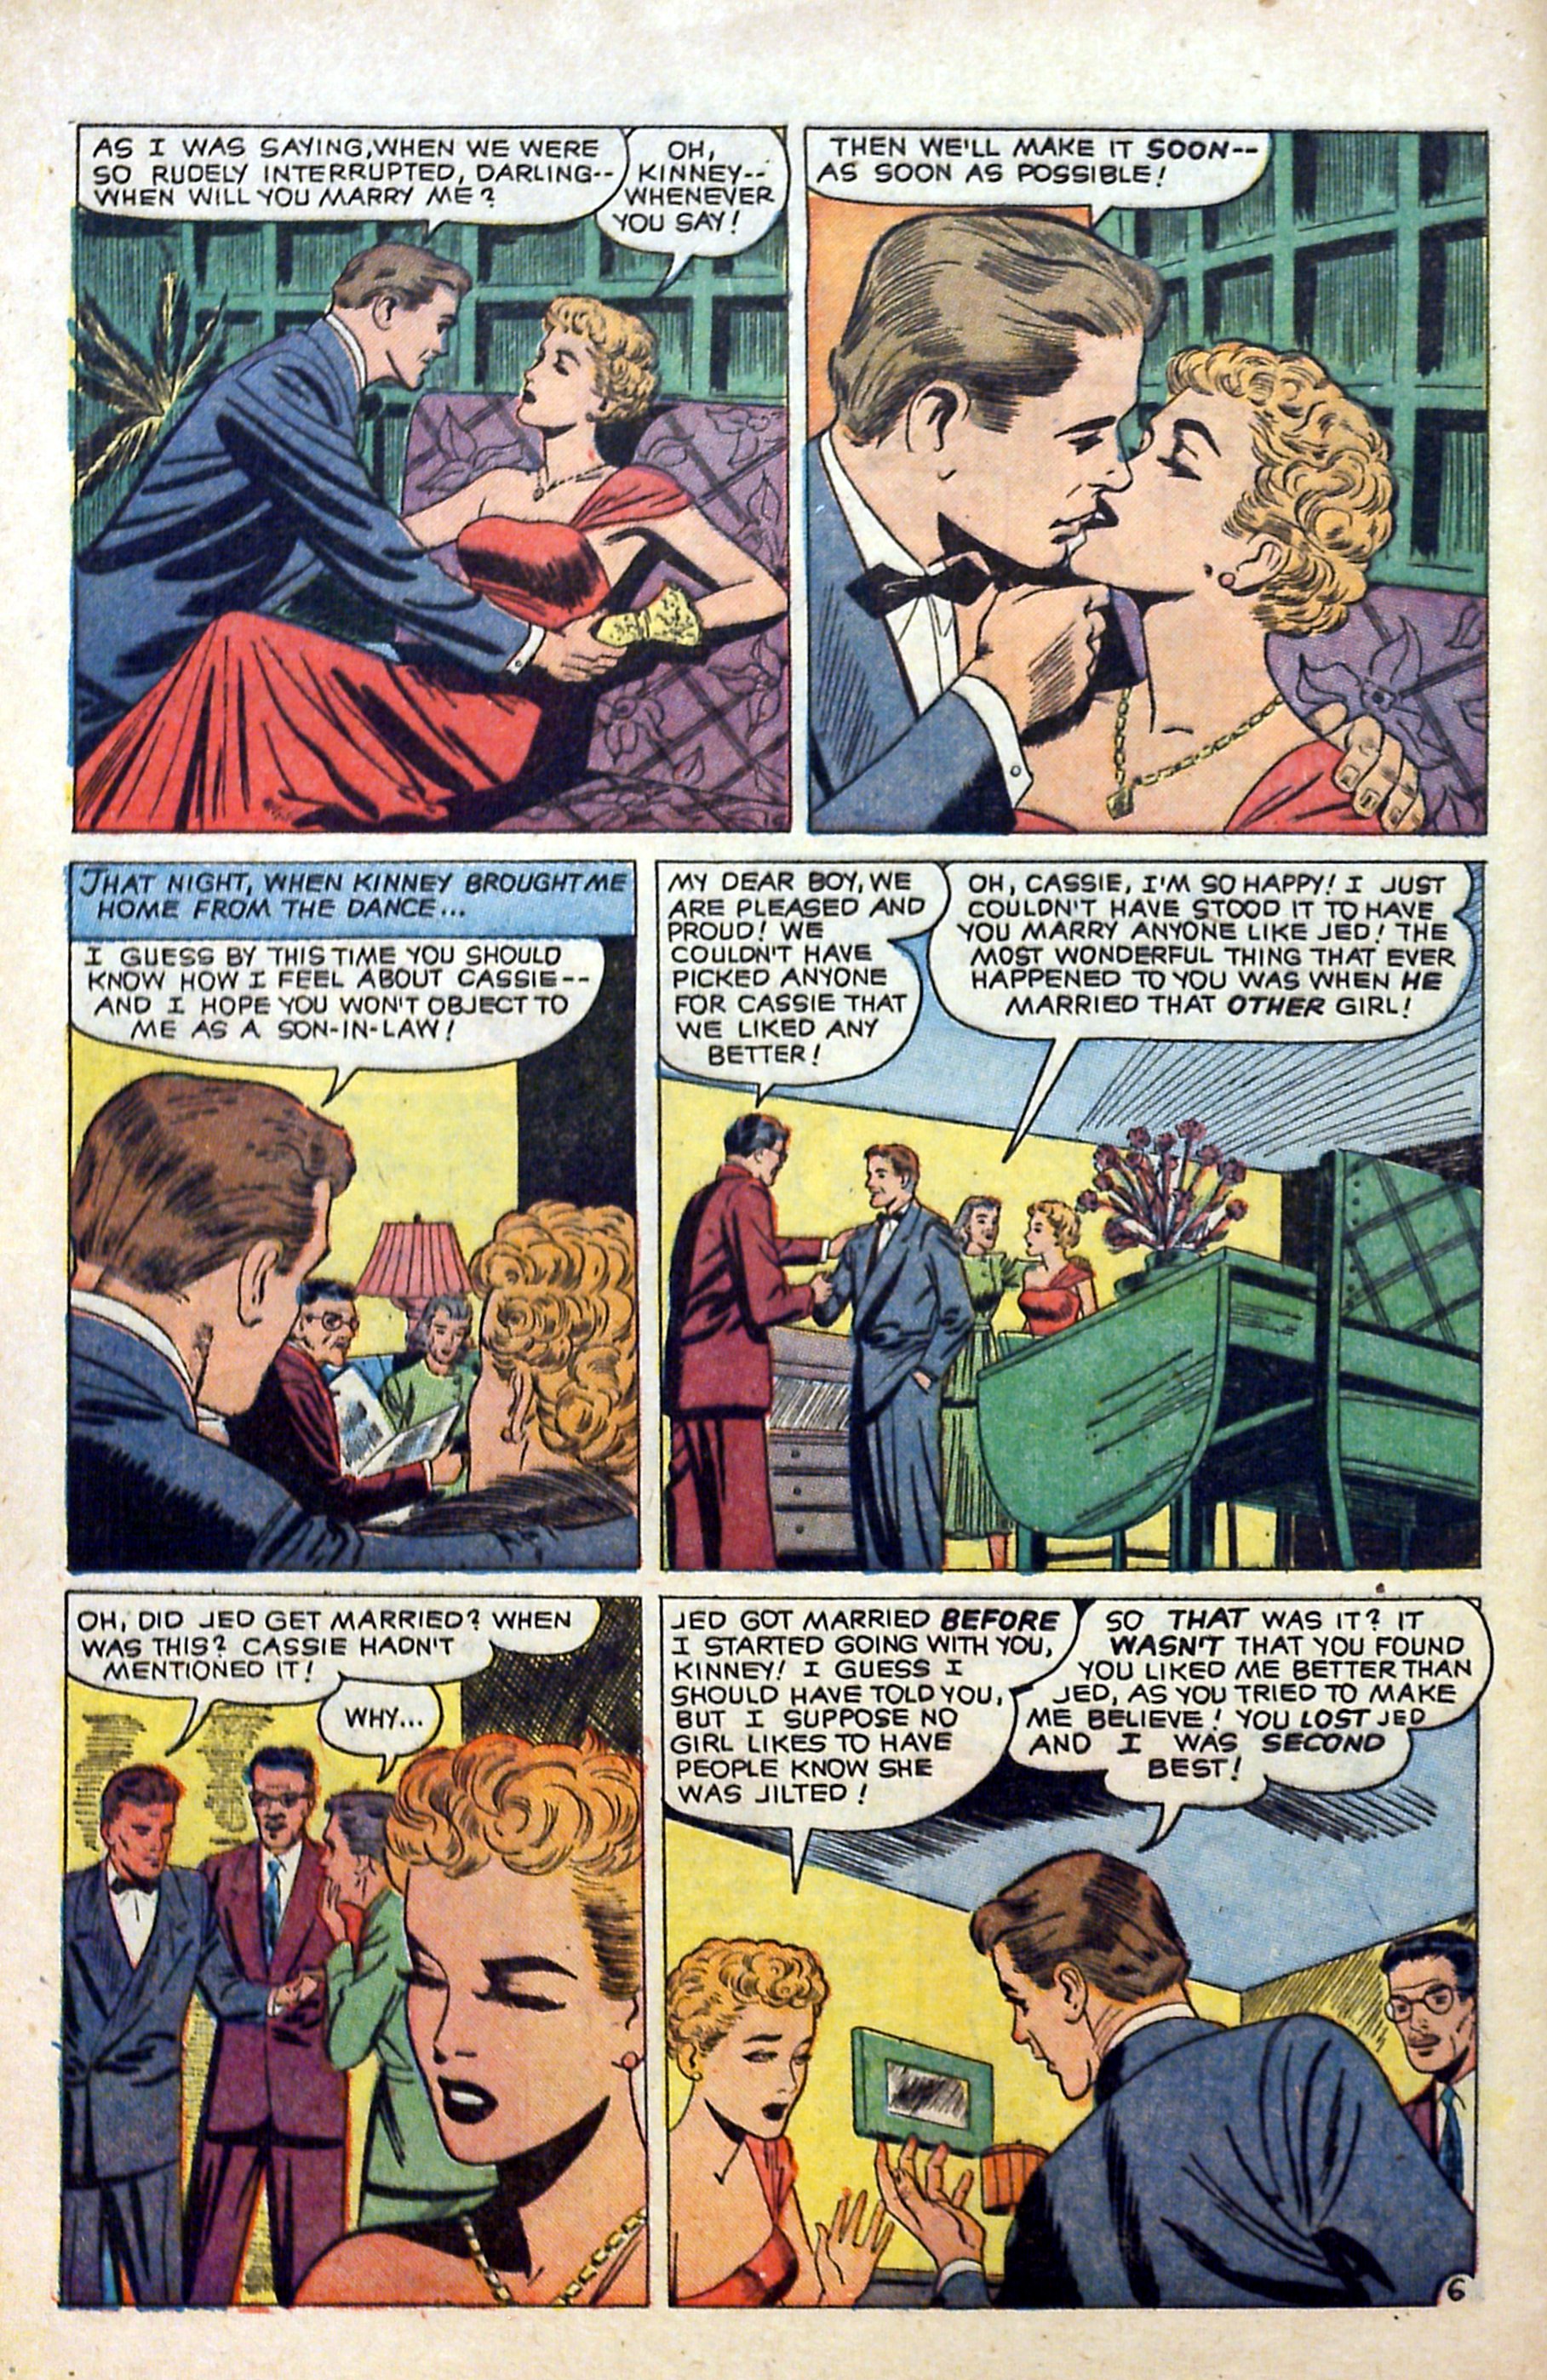 AS I WAS SAYING, WHEN WE WERE
SO RUDELY INTERRUPTED, DARLING--
WHEN WILL YOU MARRY ME?
OH,
KINNEY--
WHENEVER
YOU SAY!
THEN WE'LL MAKE IT SOON--
AS SOON AS POSSIBLE!
THAT NIGHT, WHEN KINNEY BROUGHT ME
HOME FROM THE DANCE...
I GUESS BY THIS TIME YOU SHOULD
KNOW HOW I FEEL ABOUT CASSIE--
AND I HOPE YOU WON'T OBJECT TO
ME AS A SON-IN-LAW!
MY DEAR BOY, WE
ARE PLEASED AND
PROUD! WE
COULDN'T HAVE
PICKED ANYONE
FOR CASSIE THAT
WE LIKED ANY
BETTER!
OH, CASSIE, I'M SO HAPPY! I JUST
COULDN'T HAVE STOOD IT TO HAVE
YOU MARRY ANYONE LIKE JED! THE
MOST WONDERFUL THING THAT EVER
HAPPENED TO YOU WAS WHEN HE
MARRIED THAT OTHER GIRL!
OH, DID JED GET MARRIED? WHEN
WAS THIS? CASSIE HADN'T
MENTIONED IT!
WHY...
JED GOT MARRIED BEFORE
I STARTED GOING WITH YOU,
KINNEY! I GUESS I
SHOULD HAVE TOLD YOU,
BUT I SUPPOSE NO
GIRL LIKES TO HAVE
PEOPLE KNOW SHE
WAS JILTED!
SO THAT WAS IT? IT
WASN'T THAT YOU FOUND
YOU LIKED ME BETTER THAN
JED, AS YOU TRIED TO MAKE
ME BELIEVE! YOU LOST JED
AND I WAS SECOND
BEST!
6